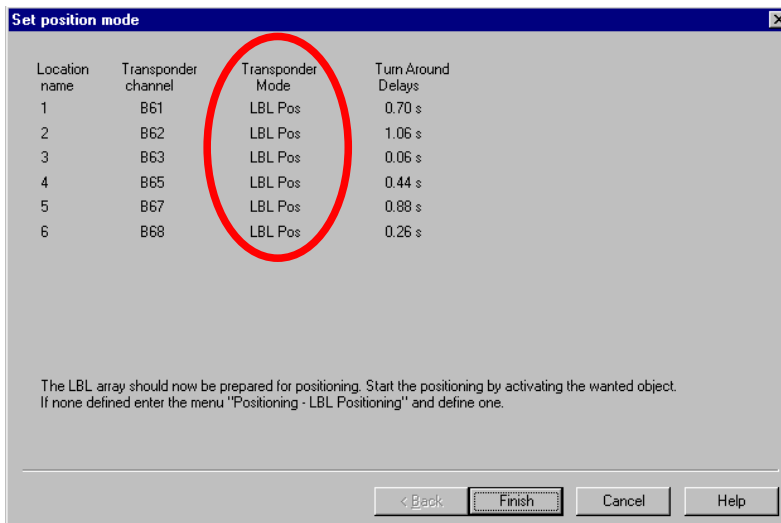 Set position mode
Location Transponder Transponder Turn Around
name channel Mode Delays
1 B61 LBL Pos 0.70 s
2 B62 LBL Pos 1.06 s
3 B63 LBL Pos 0.06 s
4 B65 LBL Pos 0.44 s
5 B67 LBL Pos 0.88 s
6 B68 LBL Pos 0.26 s
The LBL array should now be prepared for positioning. Start the positioning by activating the wanted object.
If none defined enter the menu "Positioning - LBL Positioning" and define one.
< Back Finish Cancel Help